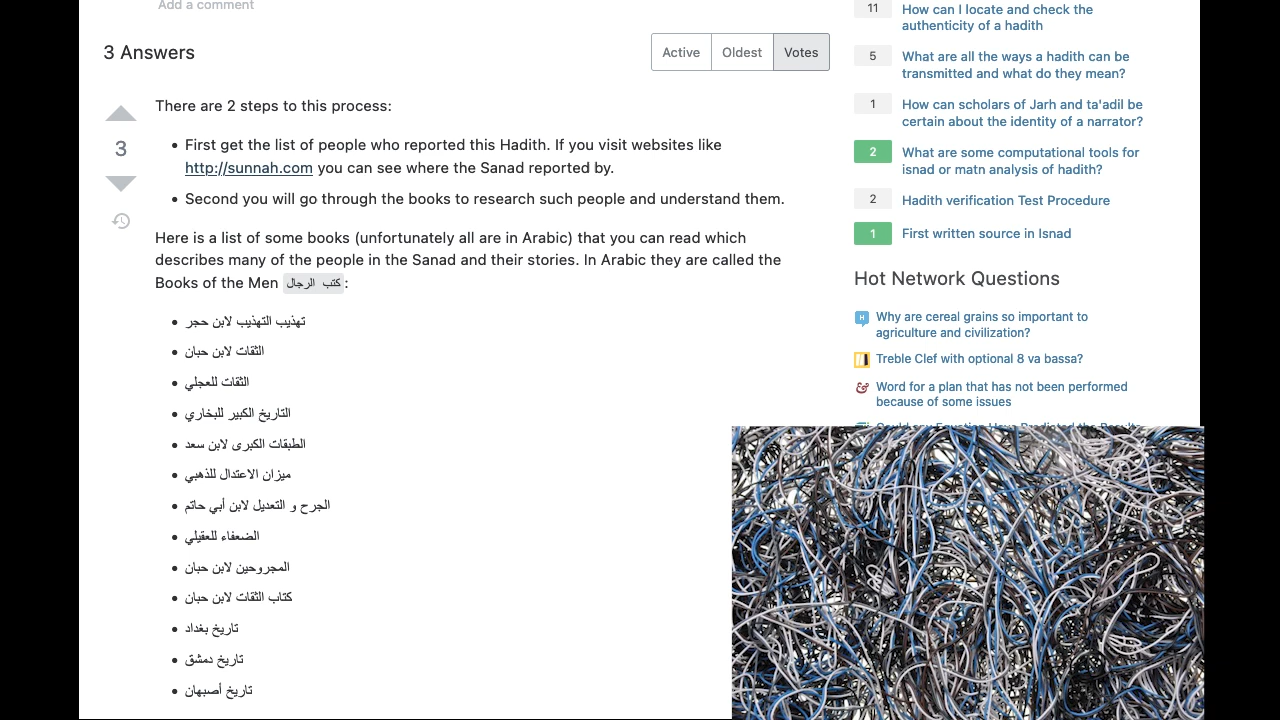 Add a comment
3 Answers
Active
Oldest
Votes
3
There are 2 steps to this process:
• First get the list of people who reported this Hadith. If you visit websites like
http://sunnah.com you can see where the Sanad reported by.
• Second you will go through the books to research such people and understand them.
Here is a list of some books (unfortunately all are in Arabic) that you can read which
describes many of the people in the Sanad and their stories. In Arabic they are called the
Books of the Men كتب الرجال:
• تهذيب التهذيب لابن حجر
• الثقات لابن حبان
• الثقات للعجلي
• التاريخ الكبير للبخاري
• الطبقات الكبرى لابن سعد
• ميزان الاعتدال للذهبي
• الجرح و التعديل لابن أبي حاتم
• الضعفاء للعقيلي
• المجروحين لابن حبان
• كتاب الثقات لابن حبان
• تاريخ بغداد
• تاريخ دمشق
• تاريخ أصبهان
11 How can I locate and check the
authenticity of a hadith
5 What are all the ways a hadith can be
transmitted and what do they mean?
1 How can scholars of Jarh and ta'adil be
certain about the identity of a narrator?
2 What are some computational tools for
isnad or matn analysis of hadith?
2 Hadith verification Test Procedure
1 First written source in Isnad
Hot Network Questions
Why are cereal grains so important to
agriculture and civilization?
Treble Clef with optional 8 va bassa?
Word for a plan that has not been performed
because of some issues